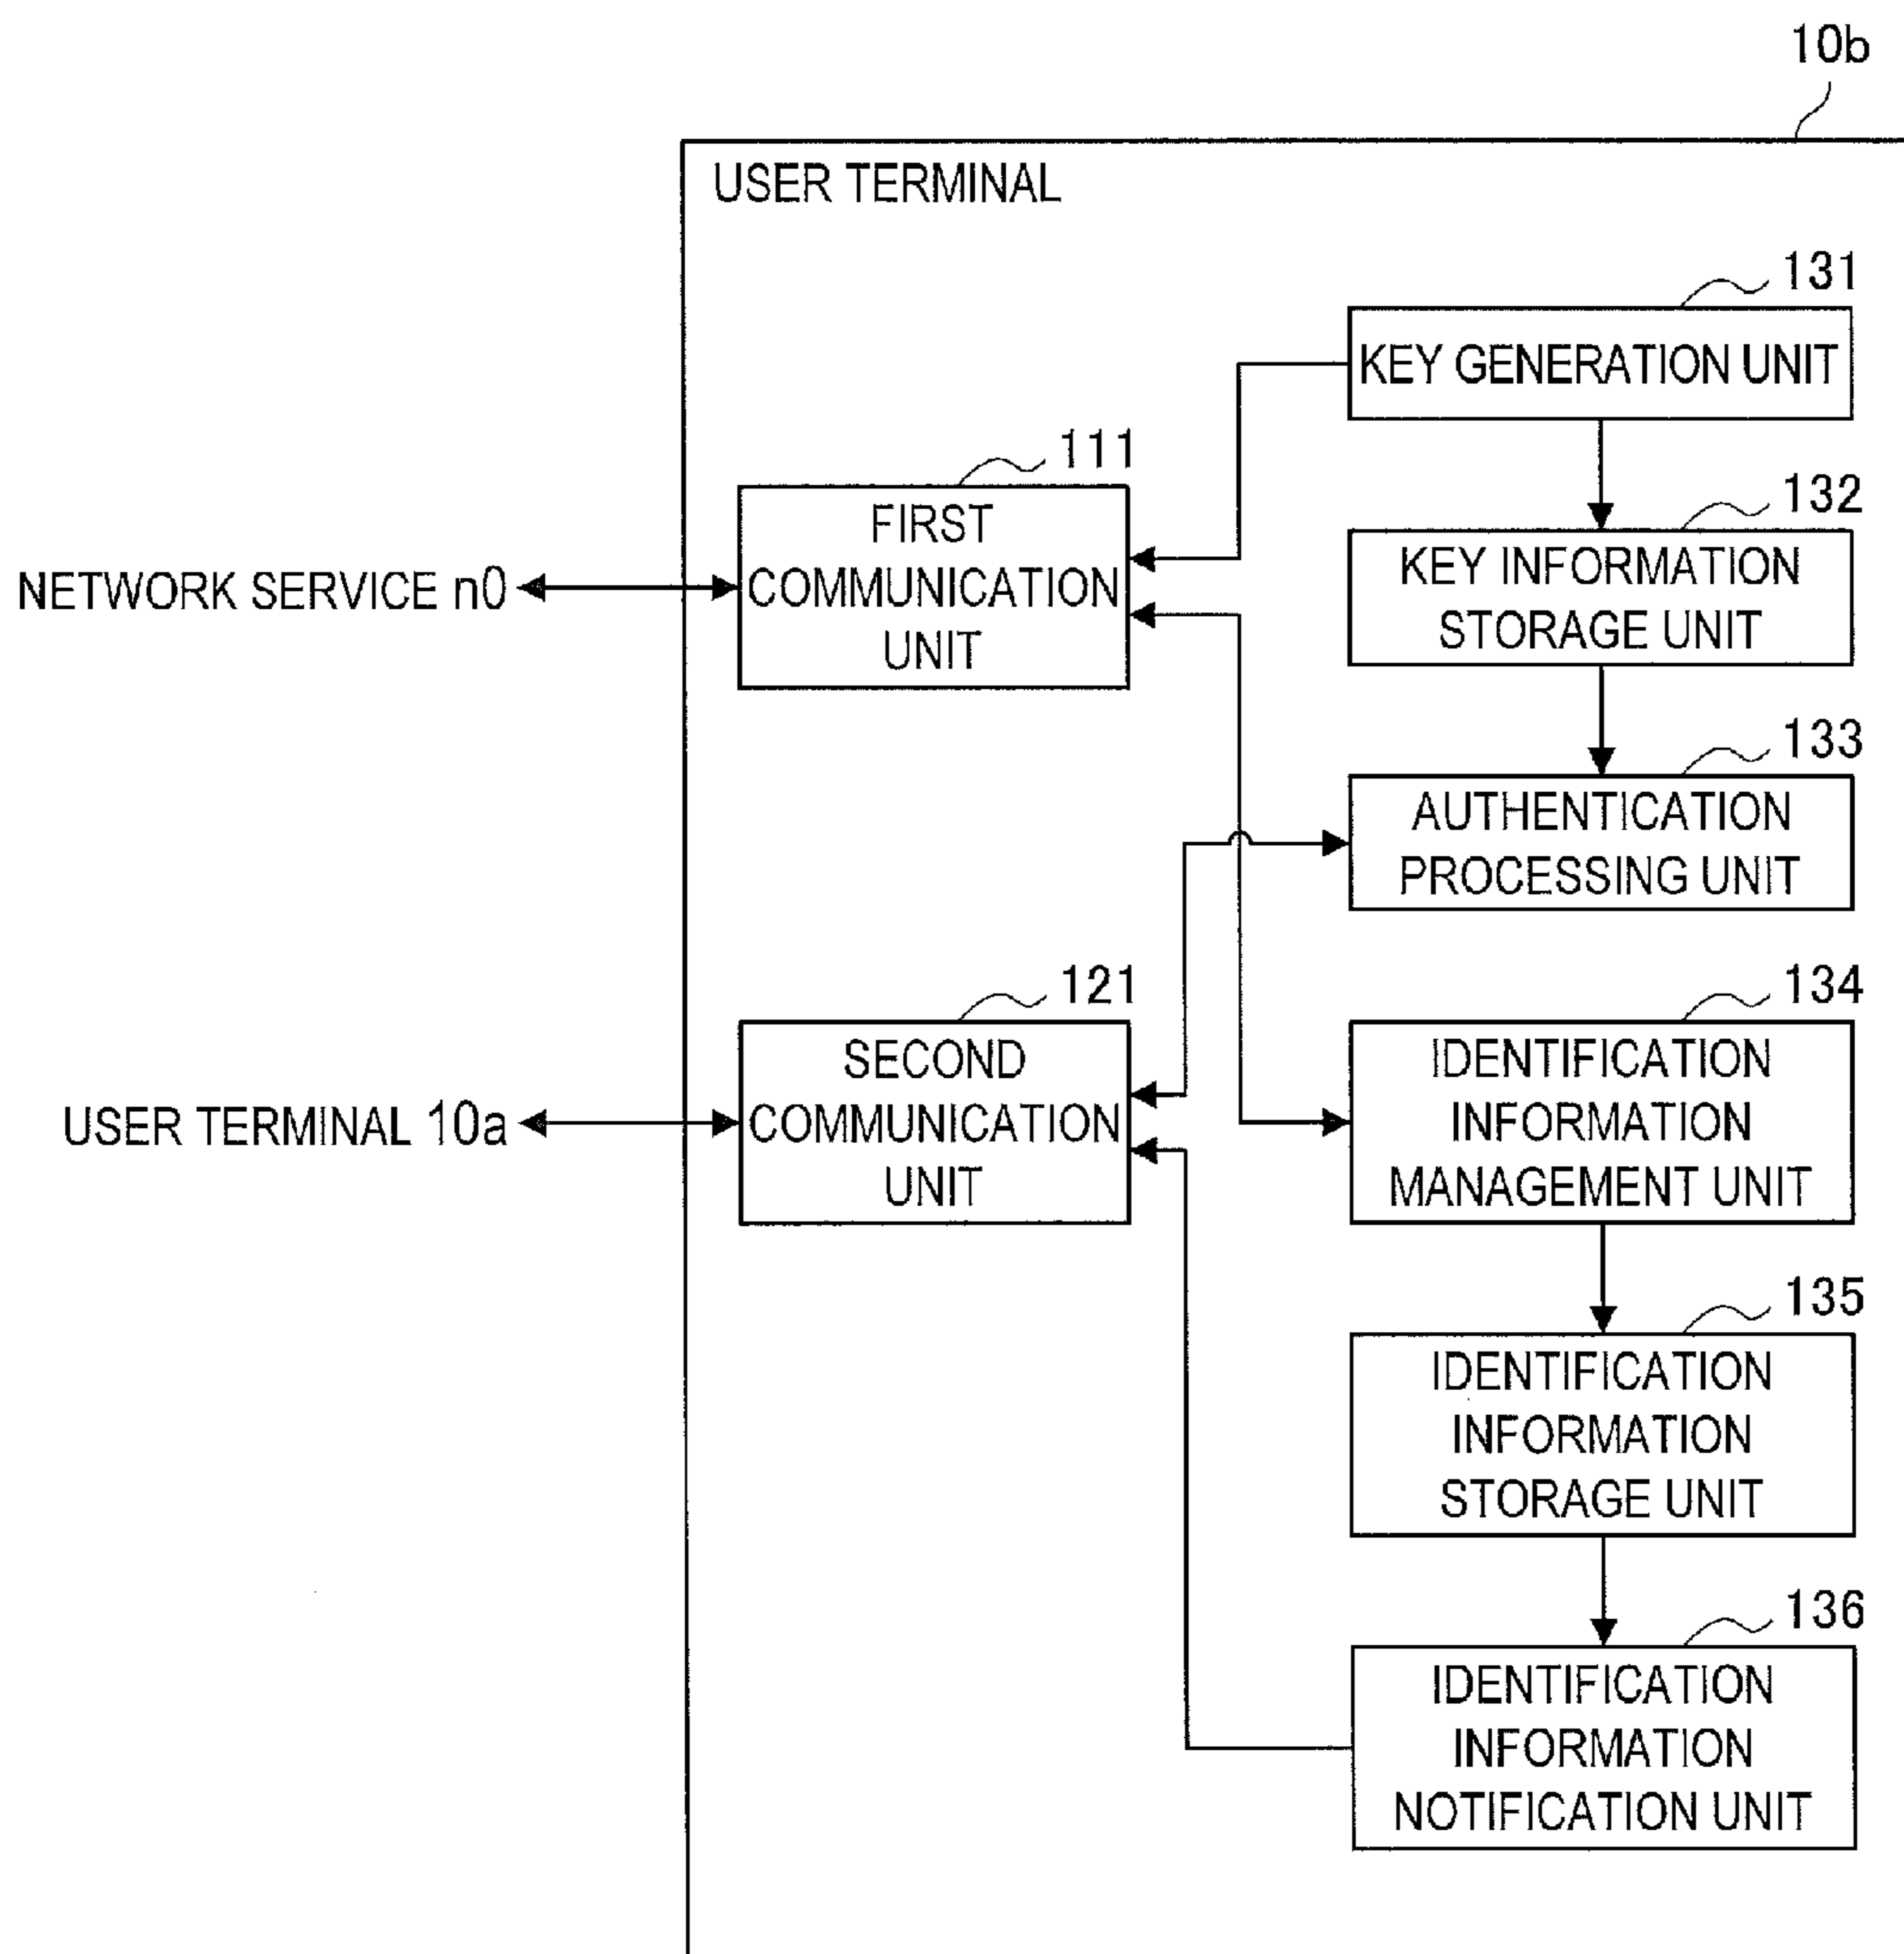 10b
USER TERMINAL
131
KEY GENERATION UNIT
111
FIRST
COMMUNICATION
UNIT
132
KEY INFORMATION
STORAGE UNIT
NETWORK SERVICE n0
133
AUTHENTICATION
PROCESSING UNIT
121
SECOND
COMMUNICATION
UNIT
134
IDENTIFICATION
INFORMATION
MANAGEMENT UNIT
USER TERMINAL 10a
135
IDENTIFICATION
INFORMATION
STORAGE UNIT
136
IDENTIFICATION
INFORMATION
NOTIFICATION UNIT